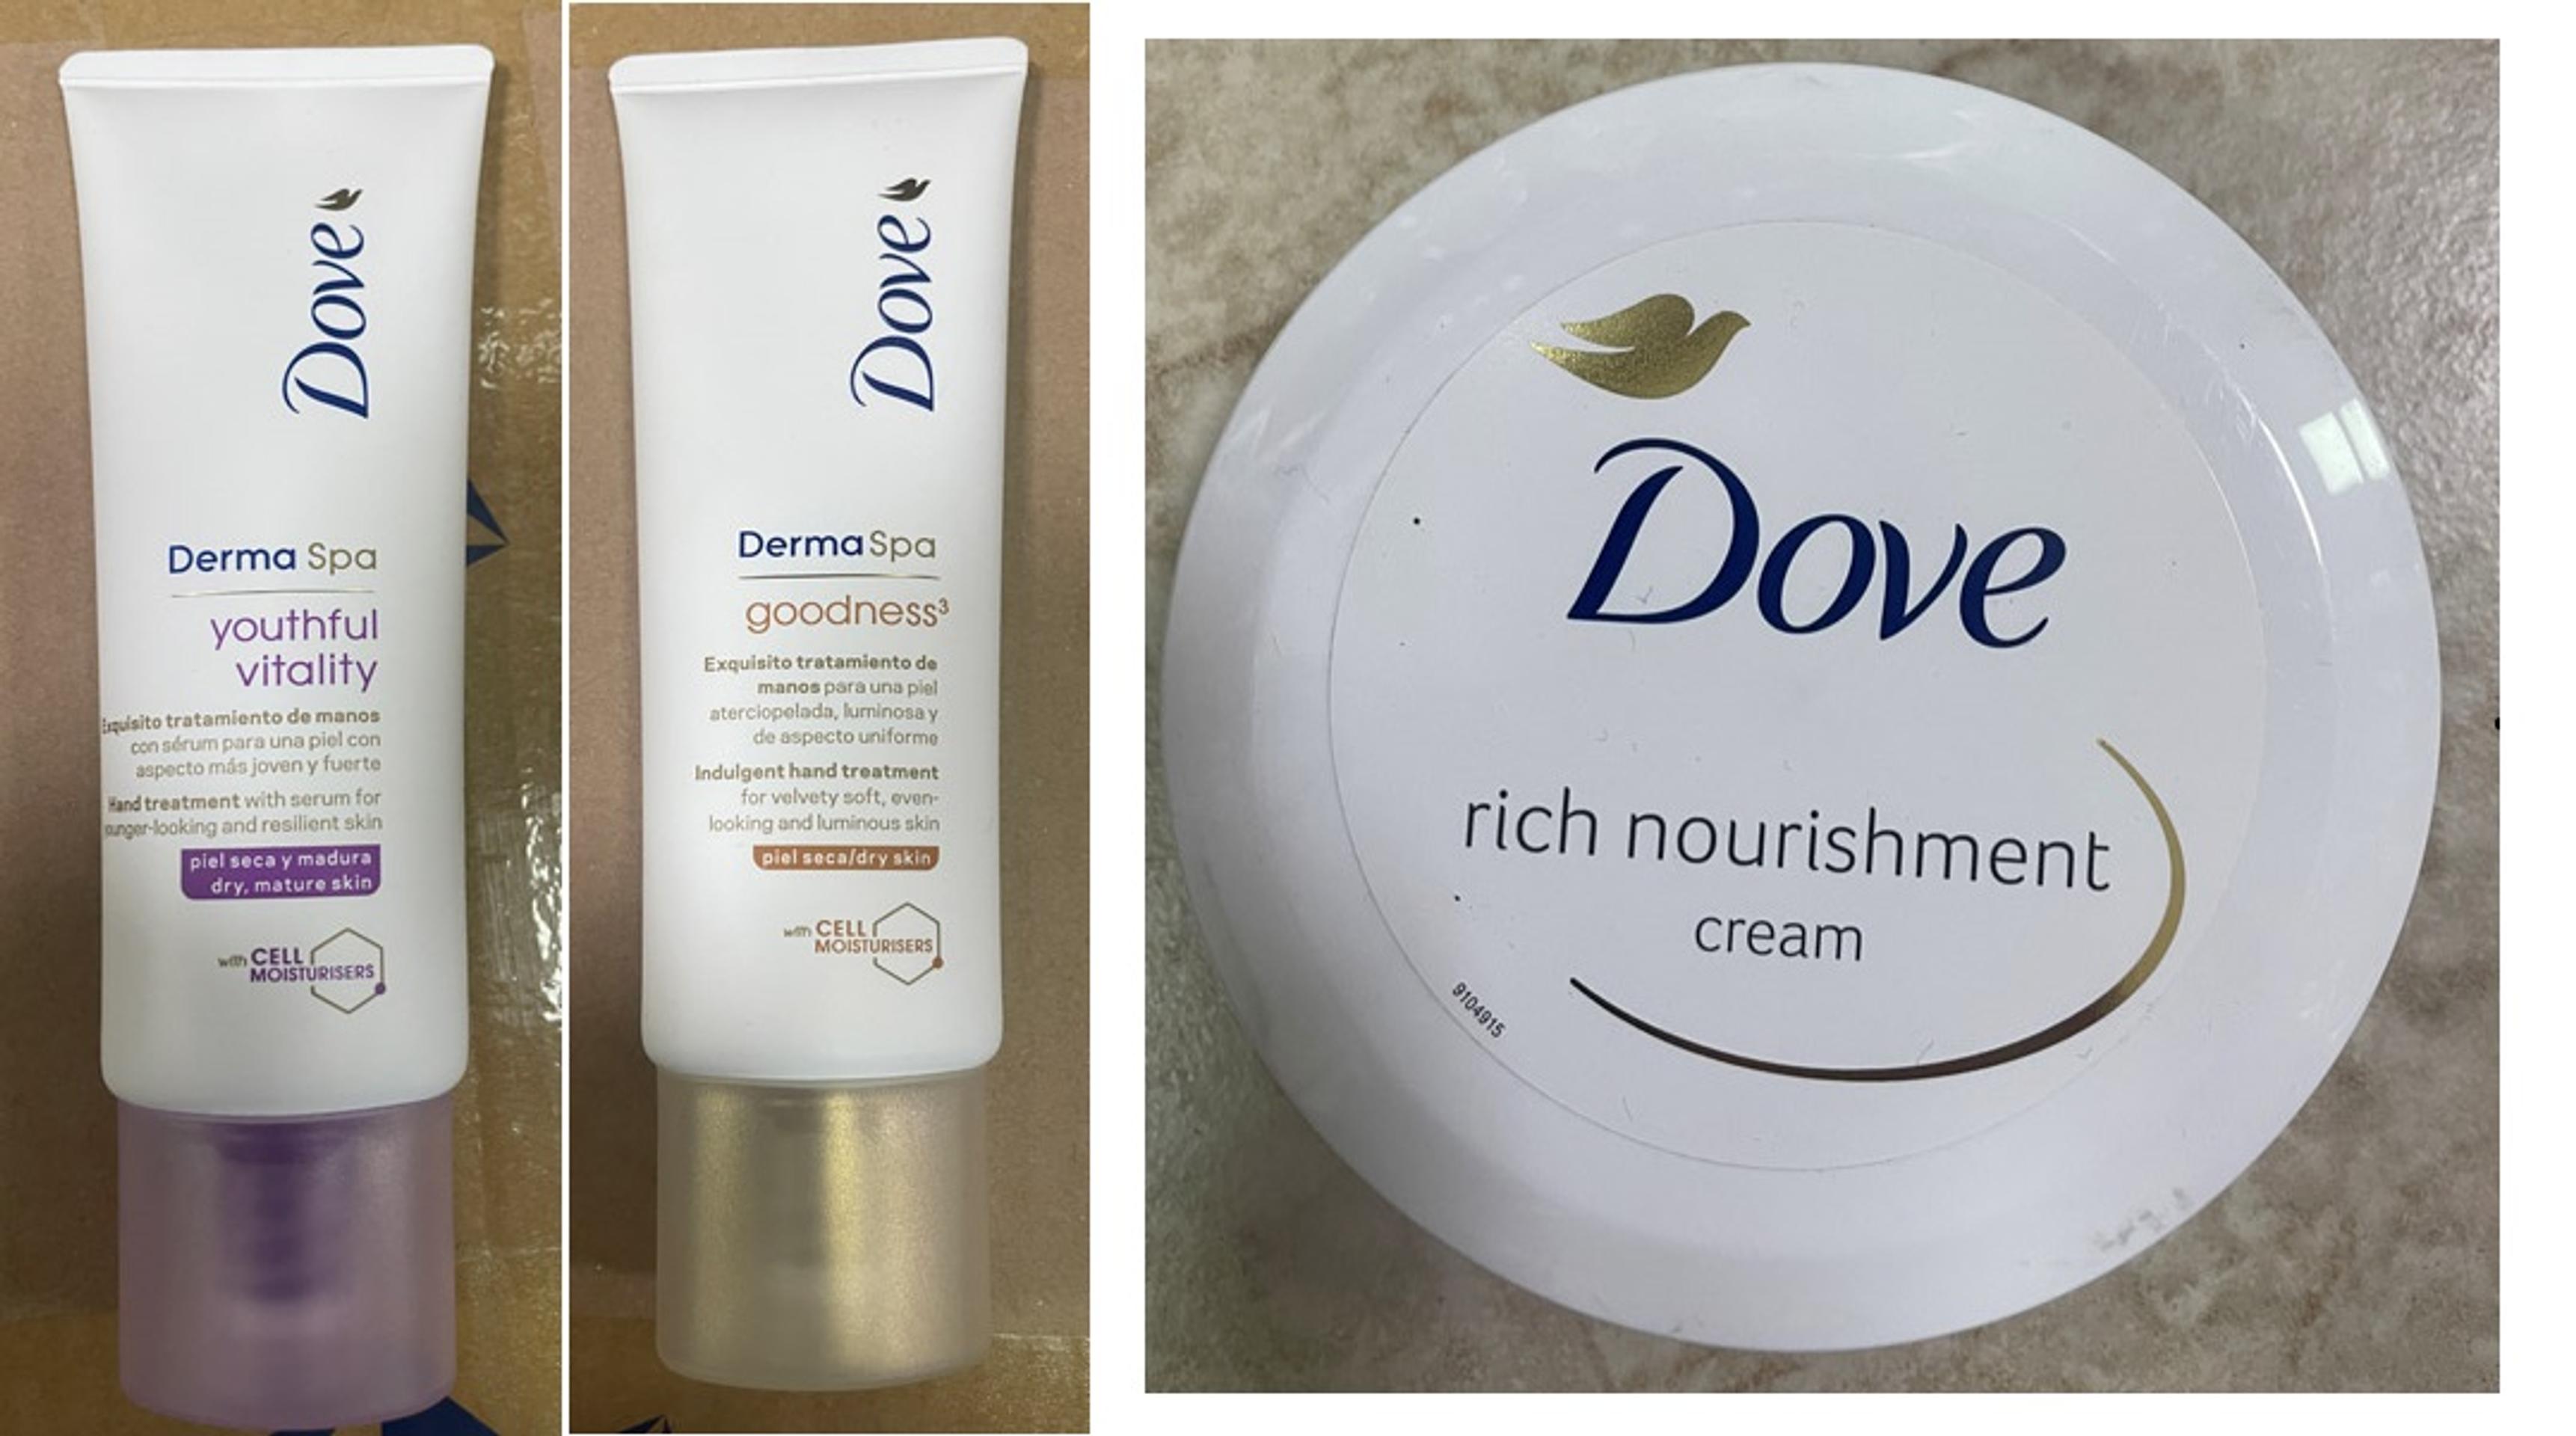 Dove
Derma Spa
youthful
vitality
Exquisito tratamiento de manos
con sérum para una piel con
aspecto más joven y fuerte
Hand treatment with serum for
ounger-looking and resilient skin
piel seca y madura
dry, mature skin
with CELL
MOISTURISERS
Dove
DermaSpa
goodness³
Exquisito tratamiento de
manos para una piel
aterciopelada, luminosa y
de aspecto uniforme
Indulgent hand treatment
for velvety soft, even-
looking and luminous skin
piel seca/dry skin
with CELL
MOISTURISERS
Dove
rich nourishment
cream
9104915